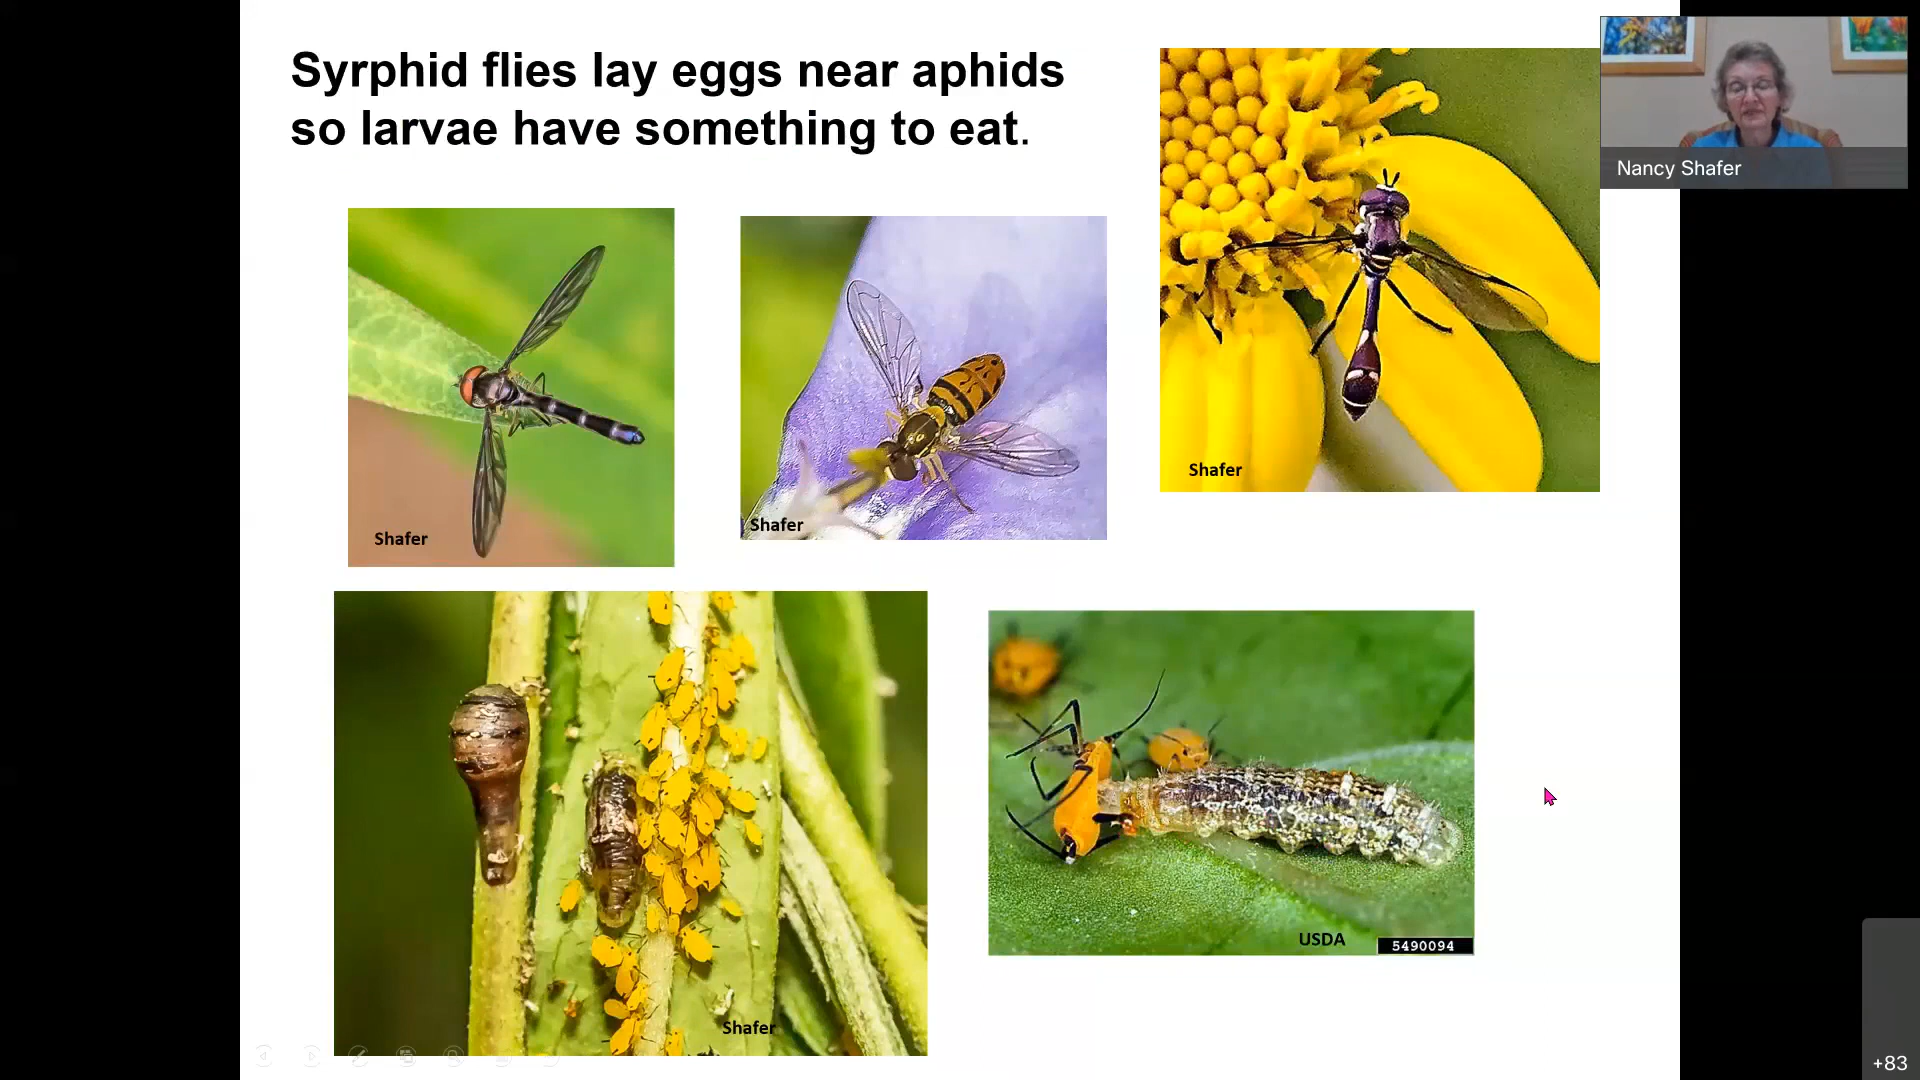 Syrphid flies lay eggs near aphids
so larvae have something to eat.
Nancy Shafer
Shafer
Shafer
Shafer
Shafer
USDA
5490094
+83